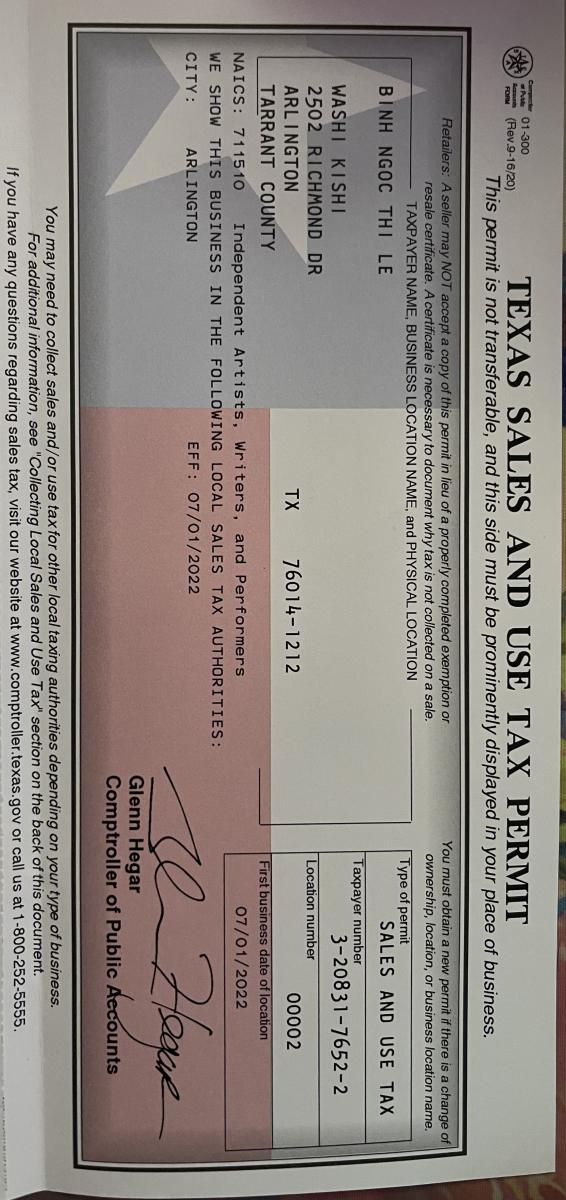 Comptroller
of Public
Accounts
FORM
01-300
(Rev.9-16/20)
TEXAS SALES AND USE TAX PERMIT
This permit is not transferable, and this side must be prominently displayed in your place of business.
Retailers: A seller may NOT accept a copy of this permit in lieu of a properly completed exemption or
resale certificate. A certificate is necessary to document why tax is not collected on a sale.
You must obtain a new permit if there is a change of
ownership, location, or business location name.
TAXPAYER NAME, BUSINESS LOCATION NAME, and PHYSICAL LOCATION
BINH NGOC THI LE
WASHI KISHI
2502 RICHMOND DR
ARLINGTON TX 76014-1212
TARRANT COUNTY
Type of permit
SALES AND USE TAX
Taxpayer number
3-20831-7652-2
Location number
00002
First business date of location
07/01/2022
NAICS: 711510 Independent Artists, Writers, and Performers
WE SHOW THIS BUSINESS IN THE FOLLOWING LOCAL SALES TAX AUTHORITIES:
CITY: ARLINGTON EFF: 07/01/2022
Glenn Hegar
Glenn Hegar
Comptroller of Public Accounts
You may need to collect sales and/or use tax for other local taxing authorities depending on your type of business.
For additional information, see "Collecting Local Sales and Use Tax" section on the back of this document.
If you have any questions regarding sales tax, visit our website at www.comptroller.texas.gov or call us at 1-800-252-5555.